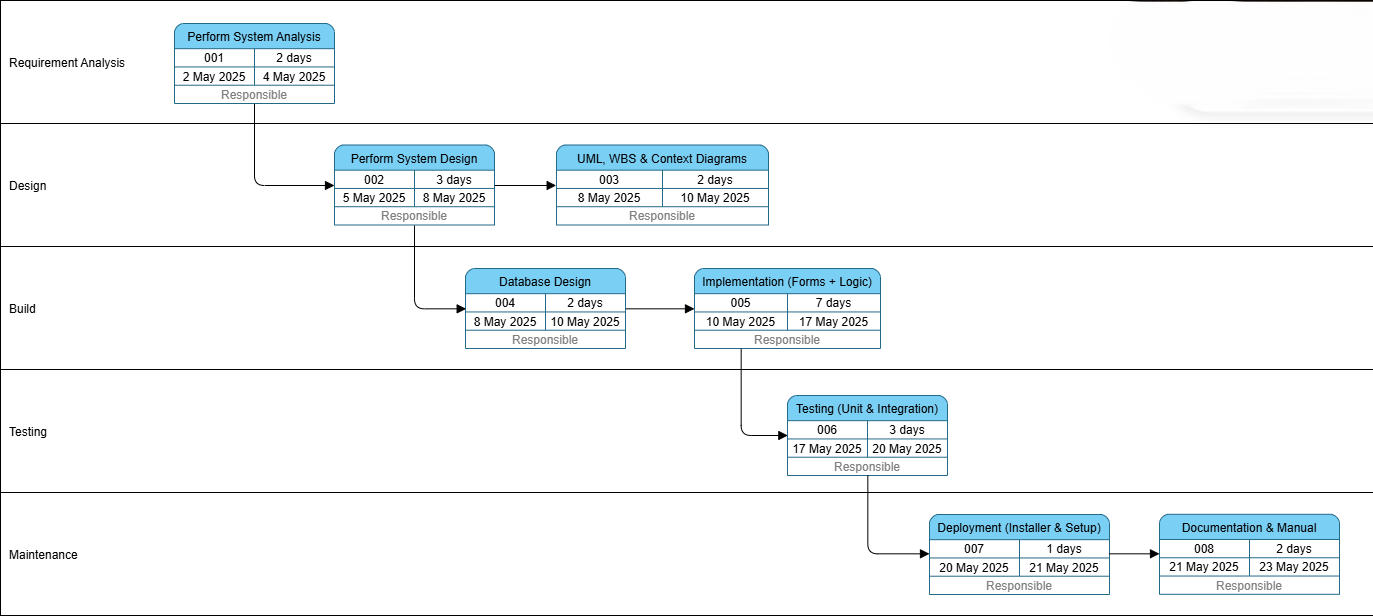 Requirement Analysis
Perform System Analysis
001 2 days
2 May 2025 4 May 2025
Responsible
Design
Perform System Design
002 3 days
5 May 2025 8 May 2025
Responsible
UML, WBS & Context Diagrams
003 2 days
8 May 2025 10 May 2025
Responsible
Build
Database Design
004 2 days
8 May 2025 10 May 2025
Responsible
Implementation (Forms + Logic)
005 7 days
10 May 2025 17 May 2025
Responsible
Testing
Testing (Unit & Integration)
006 3 days
17 May 2025 20 May 2025
Responsible
Maintenance
Deployment (Installer & Setup)
007 1 days
20 May 2025 21 May 2025
Responsible
Documentation & Manual
008 2 days
21 May 2025 23 May 2025
Responsible